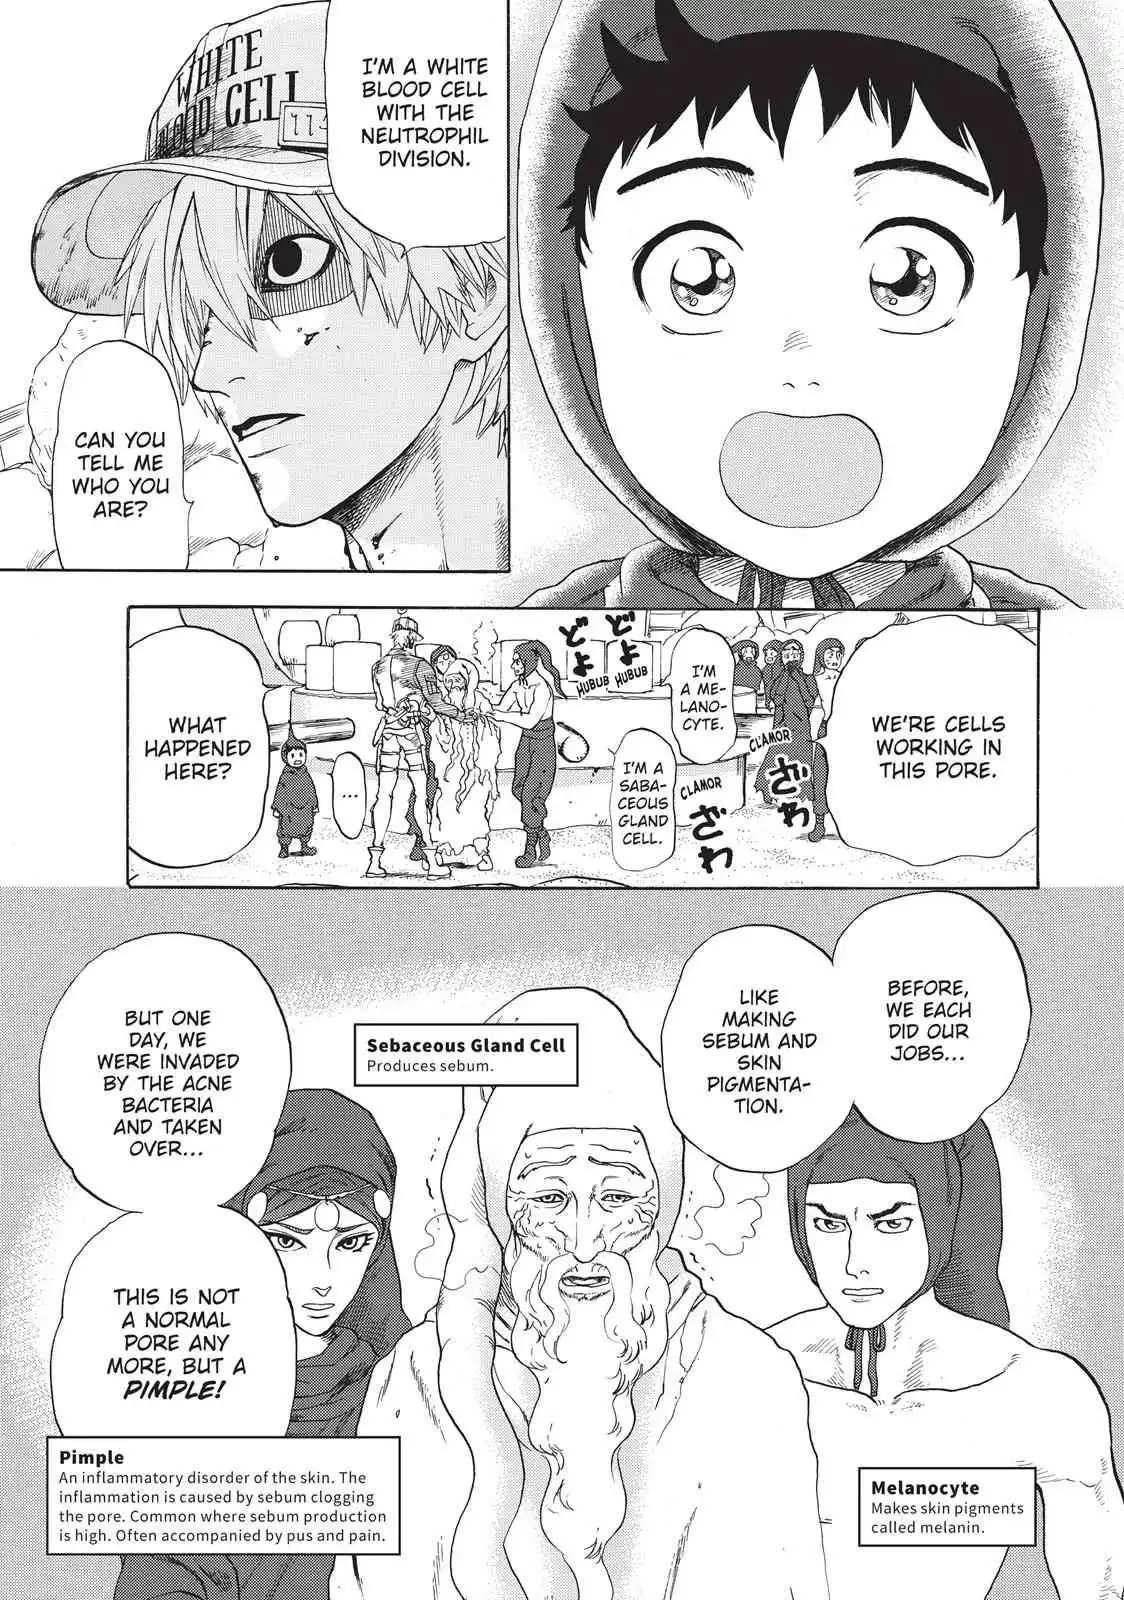 WHITE
BLOOD CELL
I'M A WHITE
BLOOD CELL
WITH THE
NEUTROPHIL
DIVISION.
CAN YOU
TELL ME
WHO YOU
ARE?
WE'RE CELLS
WORKING IN
THIS PORE.
I'M
A ME-
LANO-
CYTE.
I'M A
SABA-
CEOUS
GLAND
CELL.
ざわ
CLAMOR
ざわ
CLAMOR
どよ
HUBUB
どよ
HUBUB
...
WHAT
HAPPENED
HERE?
BEFORE,
WE EACH
DID OUR
JOBS...
LIKE
MAKING
SEBUM AND
SKIN
PIGMENTA-
TION.
Sebaceous Gland Cell
Produces sebum.
BUT ONE
DAY, WE
WERE INVADED
BY THE ACNE
BACTERIA
AND TAKEN
OVER...
THIS IS NOT
A NORMAL
PORE ANY
MORE, BUT A
PIMPLE!
Melanocyte
Makes skin pigments
called melanin.
Pimple
An inflammatory disorder of the skin. The
inflammation is caused by sebum clogging
the pore. Common where sebum production
is high. Often accompanied by pus and pain.